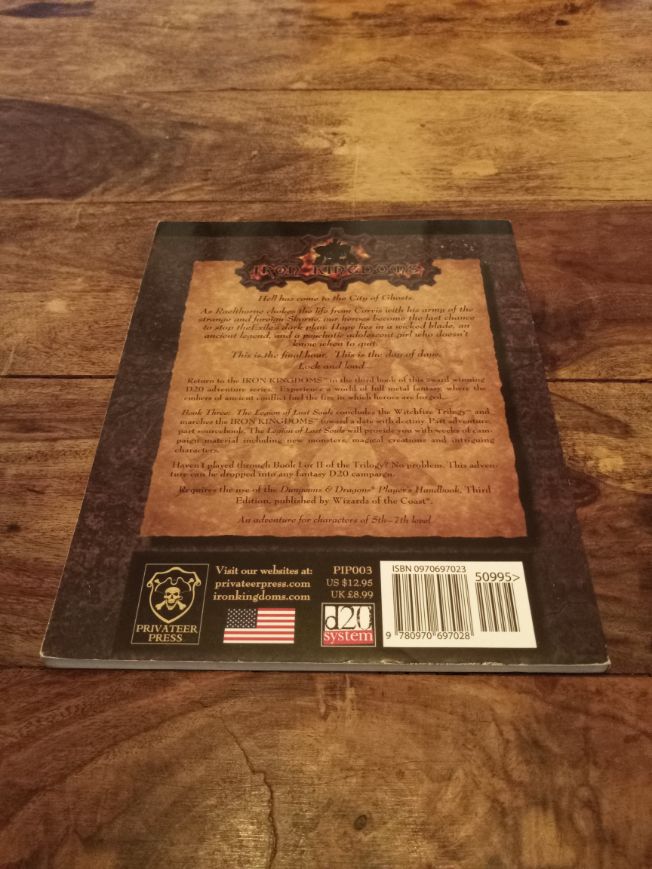 IRON KINGDOMS
Hell has come to the City of Ghosts.
As Raelthorne chokes the life from Corvis with his army of the
strange and foreign Skorne, our heroes become the last chance
to stop the Exile's dark plan. Hope lies in a wicked blade, an
ancient legend, and a psychotic adolescent girl who doesn't
know when to quit.
This is the final hour. This is the day of days.
Lock and load...
Return to the IRON KINGDOMS™ in the third book of this award winning
D20 adventure series. Experience a world of full metal fantasy, where the
embers of ancient conflict fuel the fire in which heroes are forged.
Book Three: The Legion of Lost Souls concludes the Witchfire Trilogy™ and
marches the IRON KINGDOMS™ toward a date with destiny. Part adventure,
part sourcebook, The Legion of Lost Souls will provide you with weeks of cam-
paign material including new monsters, magical creations and intriguing
characters.
Haven't played through Book I or II of the Trilogy? No problem. This adven-
ture can be dropped into any fantasy D20 campaign.
Requires the use of the Dungeons & Dragons® Player's Handbook, Third
Edition, published by Wizards of the Coast®.
An adventure for characters of 5th–7th level
PRIVATEER
PRESS
Visit our websites at:
privateerpress.com
ironkingdoms.com
PIP003
US $12.95
UK £8.99
d20
system
ISBN 0970697023
50995>
9 780970 697028